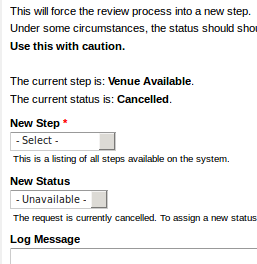 This will force the review process into a new step.
Under some circumstances, the status should
Use this with caution.
The current step is: Venue Available.
The current status is: Cancelled.
New Step *
- Select -
This is a listing of all steps available on the system.
New Status
- Unavailable -
The request is currently cancelled. To assign a new status
Log Message